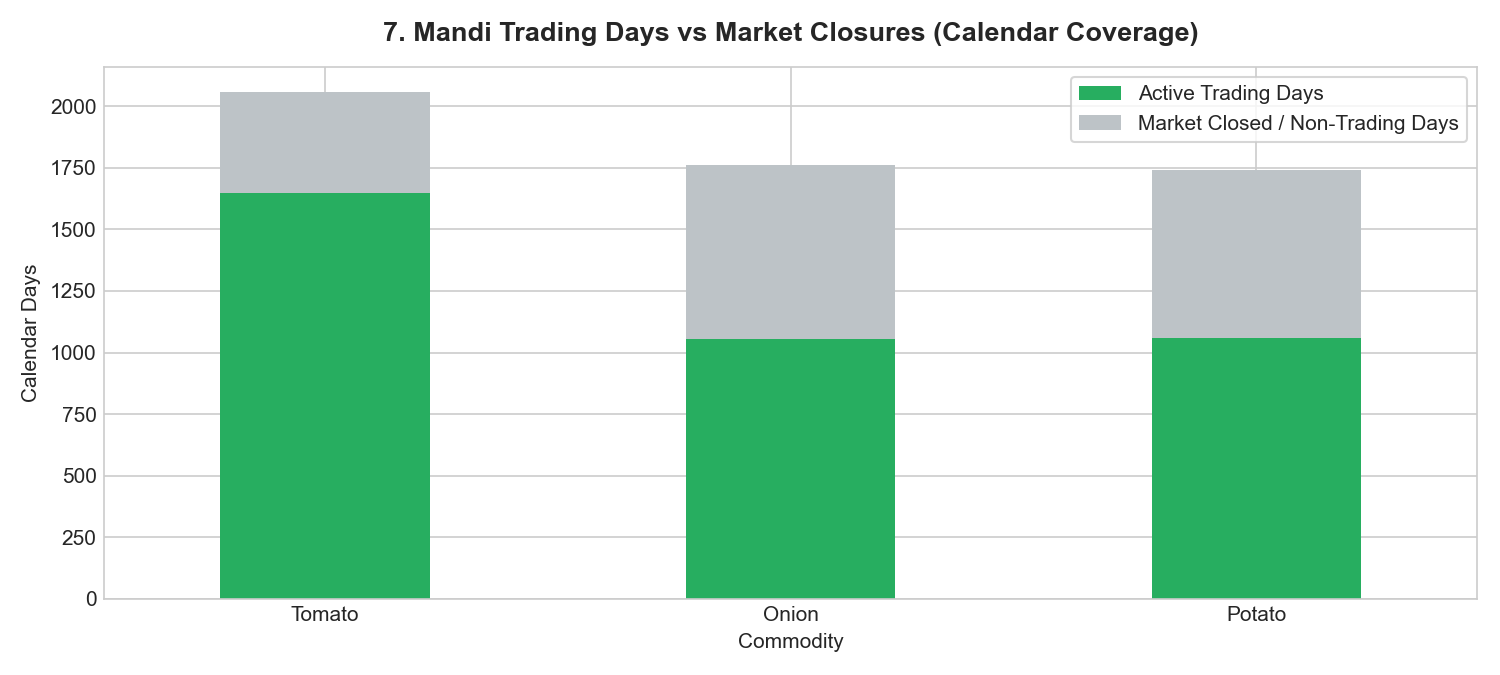 7. Mandi Trading Days vs Market Closures (Calendar Coverage)
Active Trading Days
Market Closed / Non-Trading Days
Calendar Days
2000
1750
1500
1250
1000
750
500
250
0
Tomato
Onion
Potato
Commodity